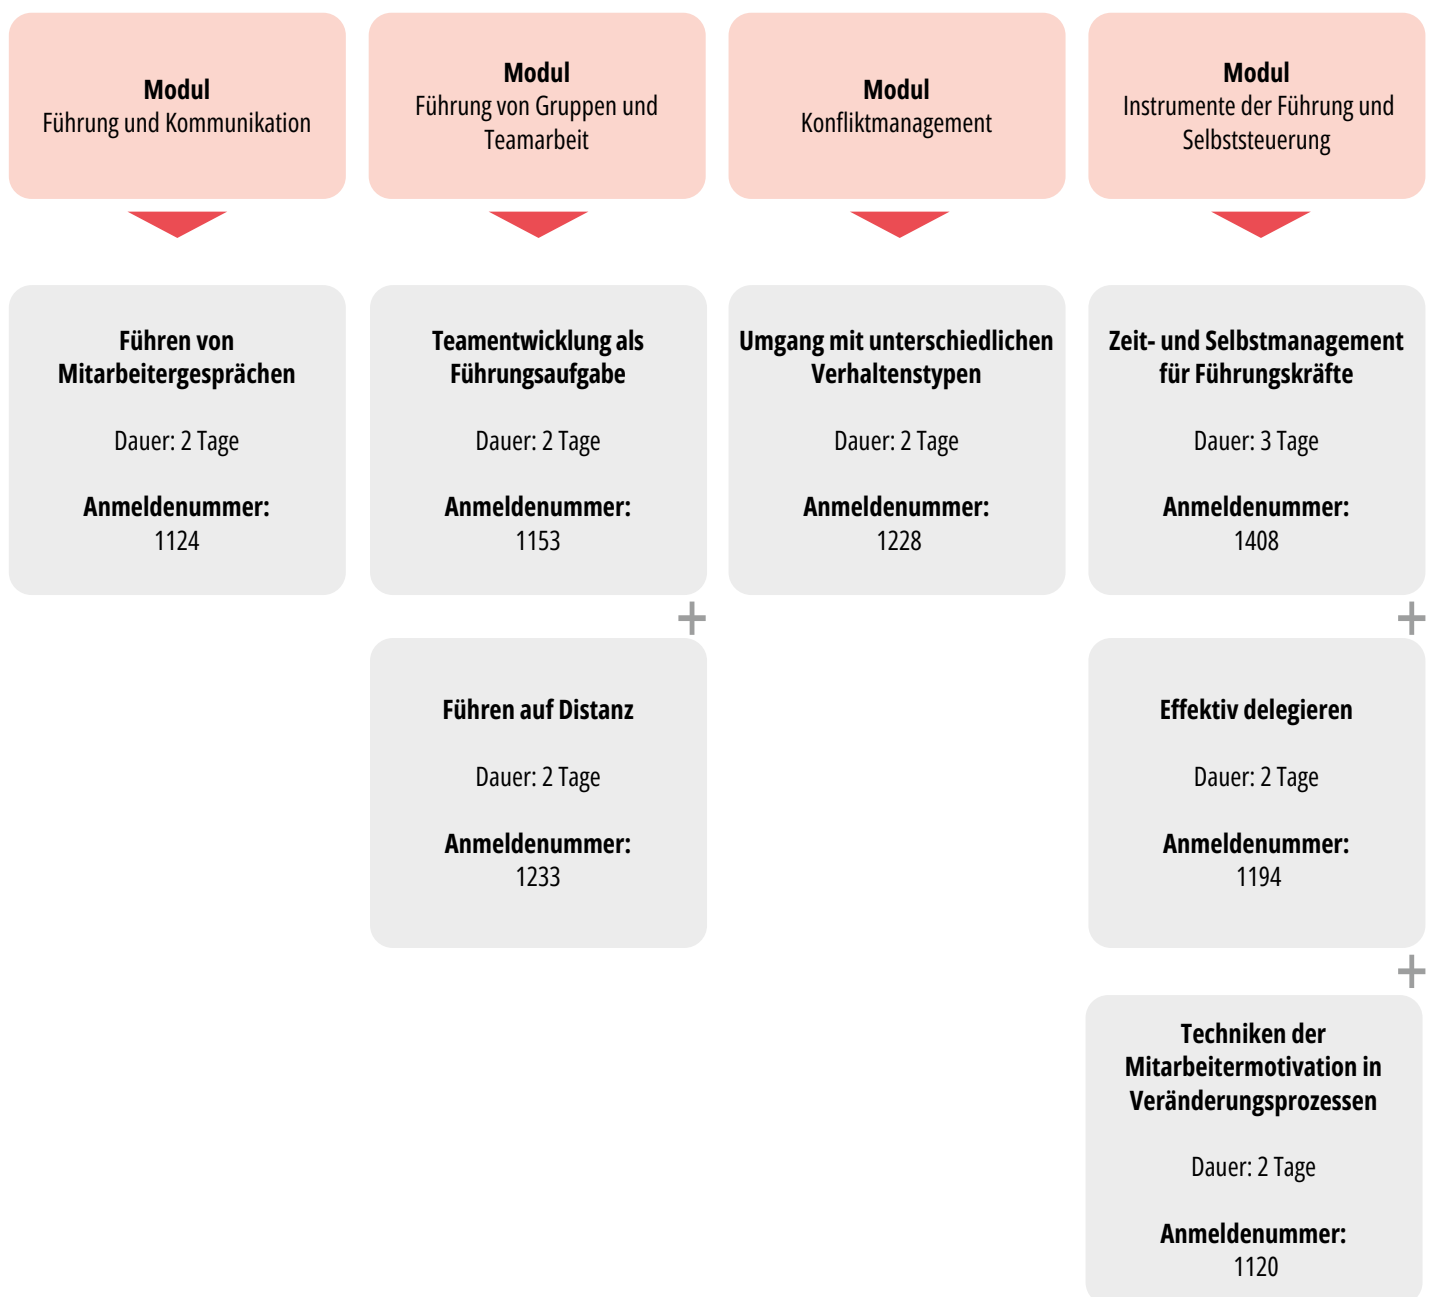 Modul
Führung und Kommunikation
Modul
Führung von Gruppen und
Teamarbeit
Modul
Konfliktmanagement
Modul
Instrumente der Führung und
Selbststeuerung
Führen von
Mitarbeitergesprächen
Dauer: 2 Tage
Anmeldenummer:
1124
Teamentwicklung als
Führungsaufgabe
Dauer: 2 Tage
Anmeldenummer:
1153
Umgang mit unterschiedlichen
Verhaltenstypen
Dauer: 2 Tage
Anmeldenummer:
1228
Zeit- und Selbstmanagement
für Führungskräfte
Dauer: 3 Tage
Anmeldenummer:
1408
+
+
Führen auf Distanz
Dauer: 2 Tage
Anmeldenummer:
1233
Effektiv delegieren
Dauer: 2 Tage
Anmeldenummer:
1194
+
Techniken der
Mitarbeitermotivation in
Veränderungsprozessen
Dauer: 2 Tage
Anmeldenummer:
1120